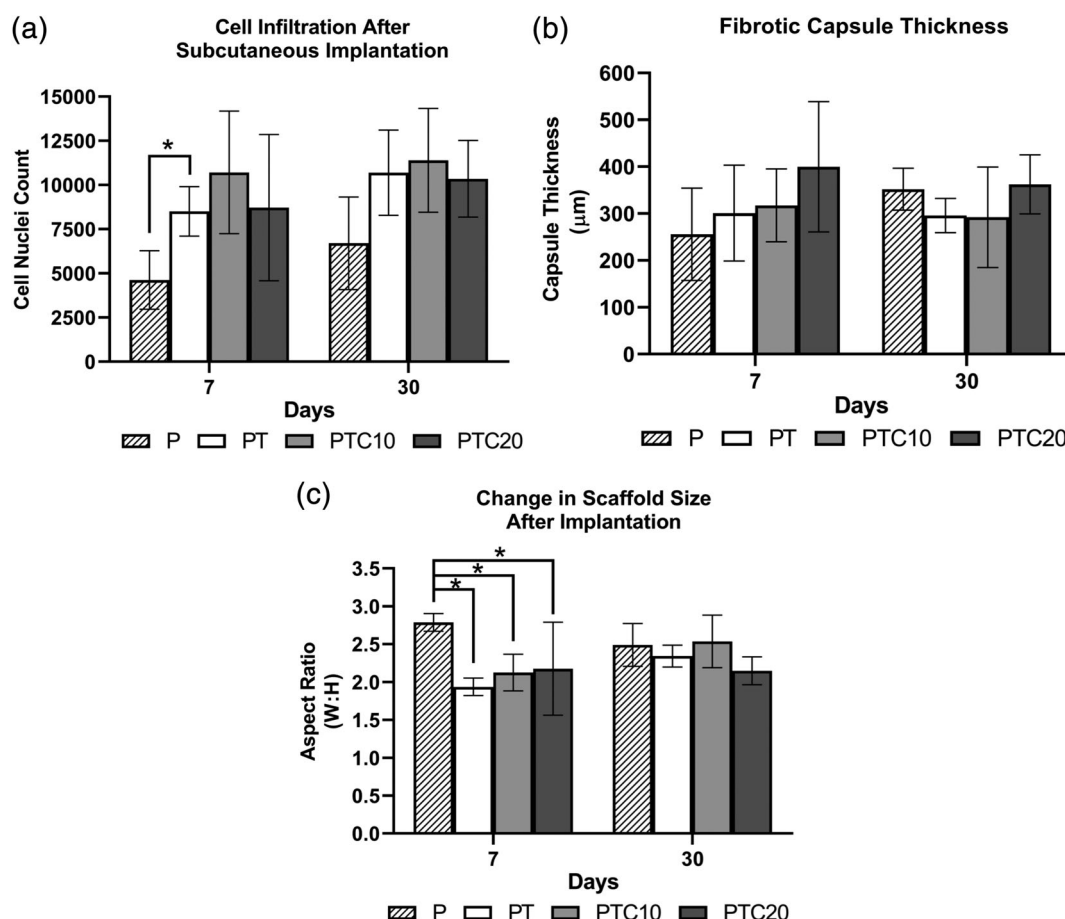 (a)
Cell Infiltration After
Subcutaneous Implantation
Cell Nuclei Count
15000
12500
10000
7500
5000
2500
0
*
7
30
Days
P PT PTC10 PTC20
(b)
Fibrotic Capsule Thickness
Capsule Thickness
(μm)
600
500
400
300
200
100
0
7
30
Days
P PT PTC10 PTC20
(c)
Change in Scaffold Size
After Implantation
Aspect Ratio
(W:H)
3.5
3.0
2.5
2.0
1.5
1.0
0.5
0.0
*
*
*
7
30
Days
P PT PTC10 PTC20